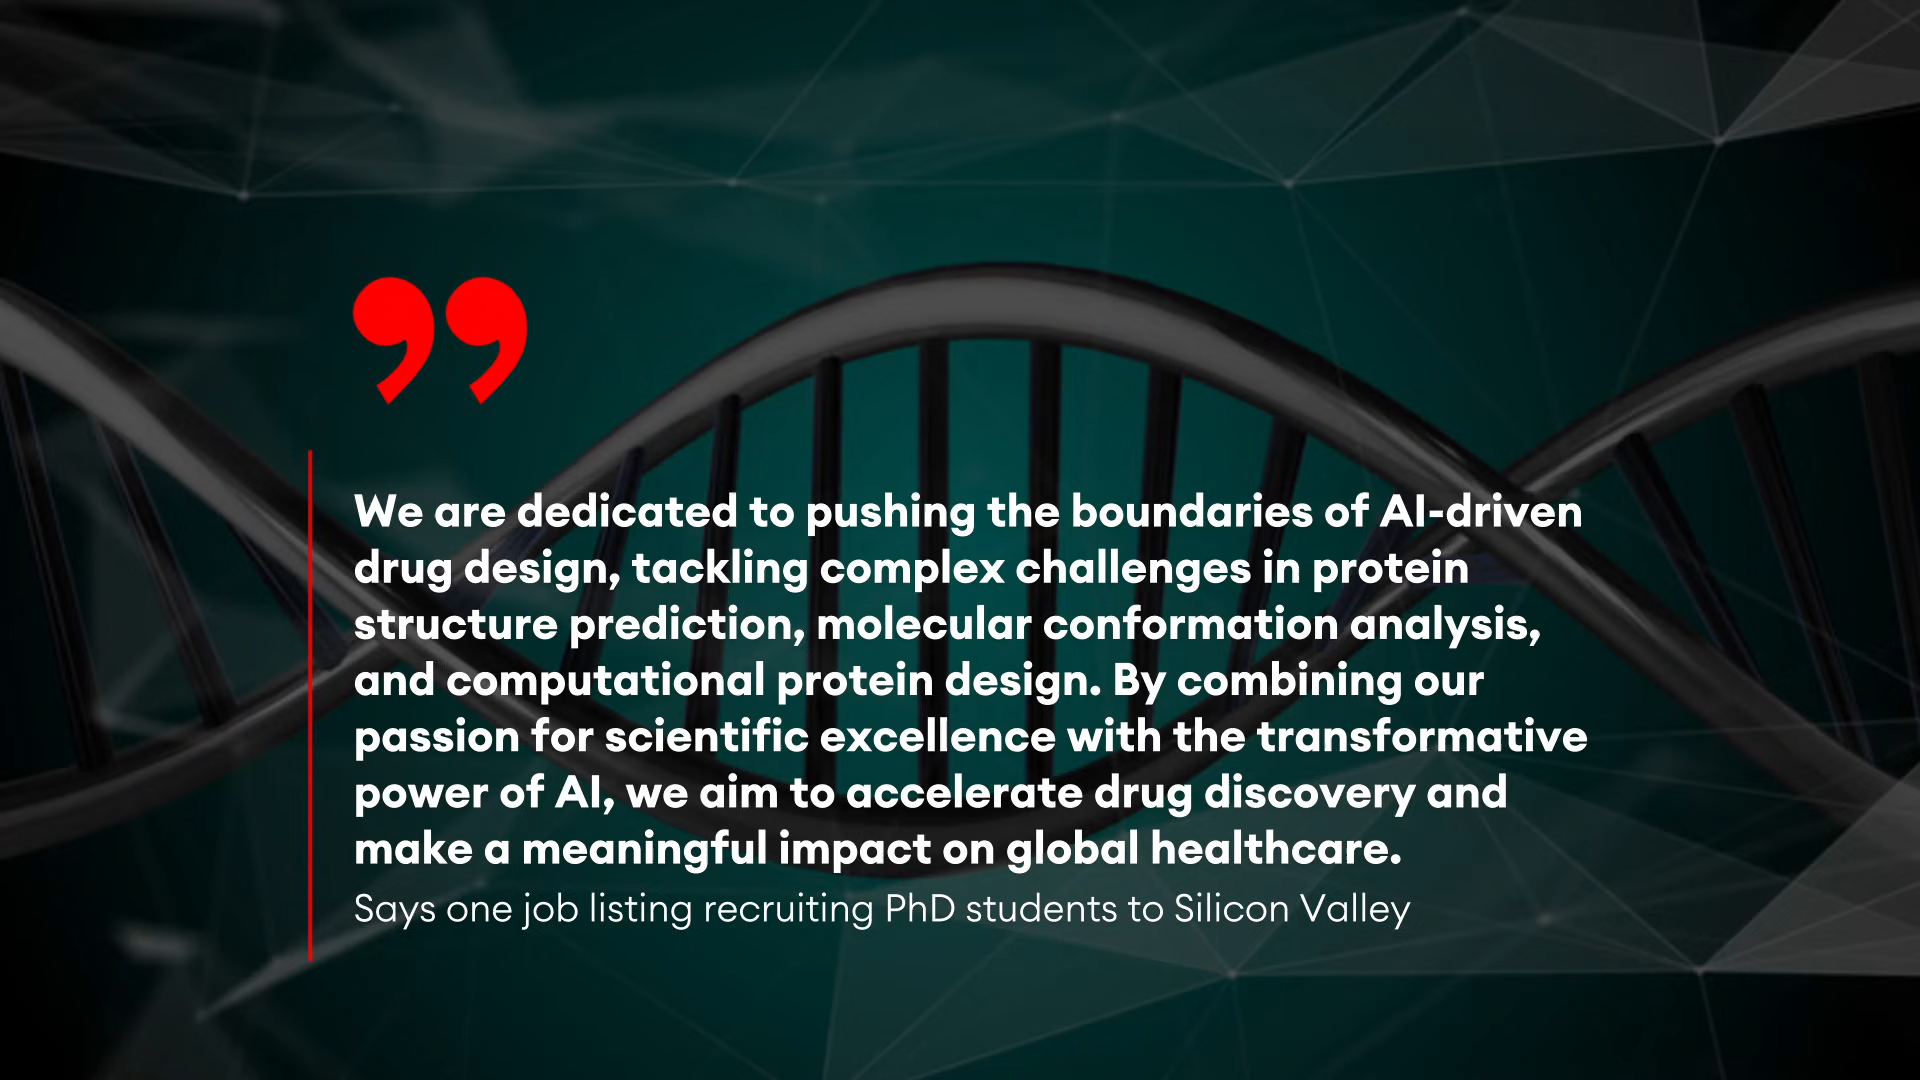 ”
We are dedicated to pushing the boundaries of AI-driven
drug design, tackling complex challenges in protein
structure prediction, molecular conformation analysis,
and computational protein design. By combining our
passion for scientific excellence with the transformative
power of AI, we aim to accelerate drug discovery and
make a meaningful impact on global healthcare.
Says one job listing recruiting PhD students to Silicon Valley